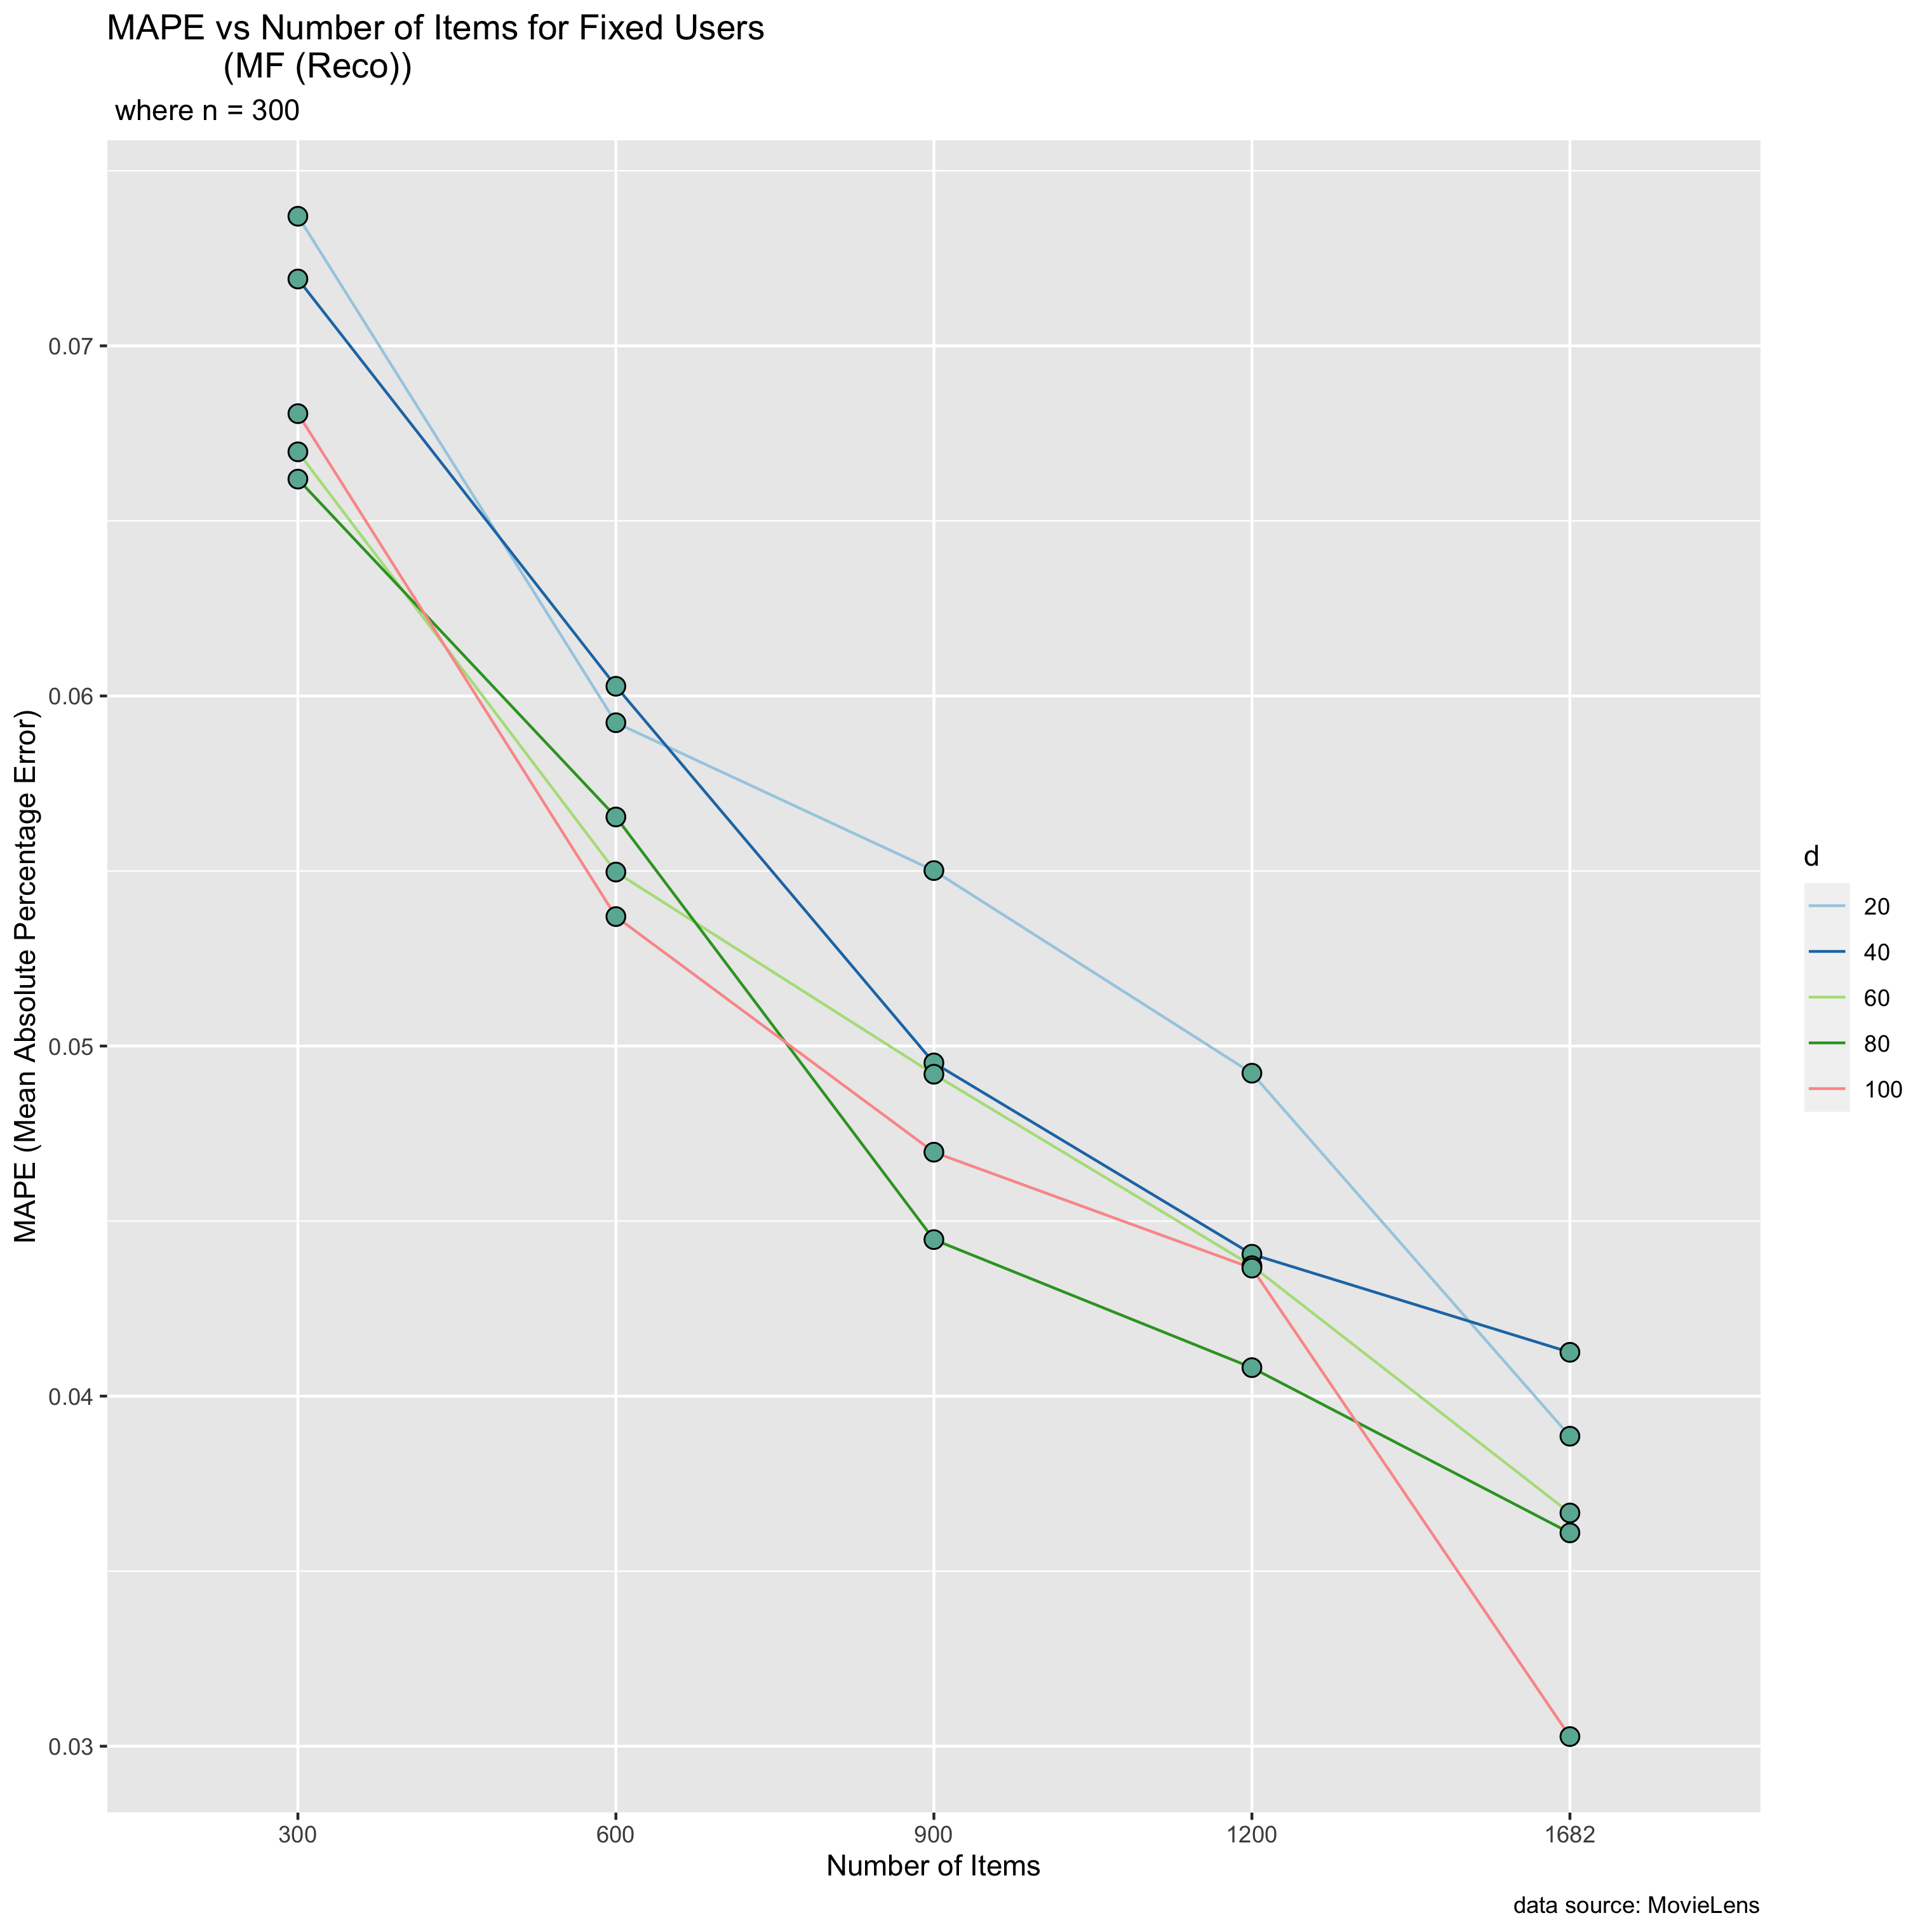 MAPE vs Number of Items for Fixed Users
(MF (Reco))
where n = 300
MAPE (Mean Absolute Percentage Error)
0.07
0.06
0.05
0.04
0.03
300
600
900
1200
1682
Number of Items
d
20
40
60
80
100
data source: MovieLens